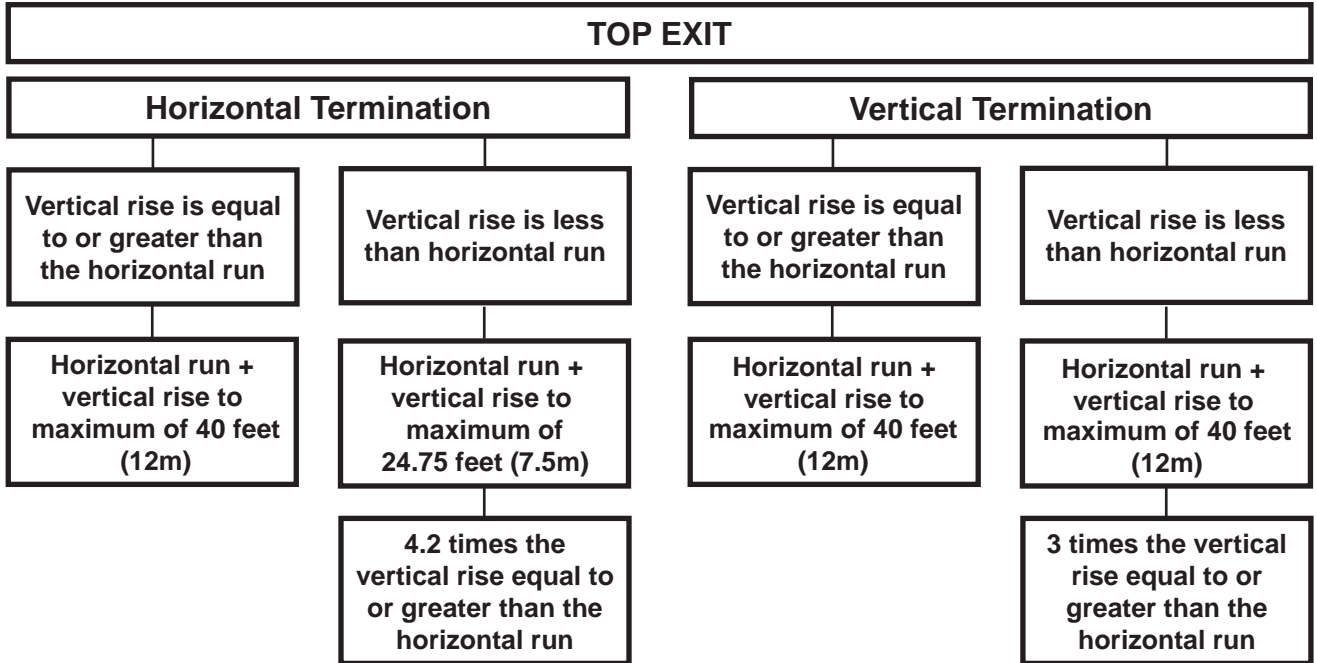 TOP EXIT
Horizontal Termination
Vertical Termination
Vertical rise is equal
to or greater than
the horizontal run
Vertical rise is less
than horizontal run
Vertical rise is equal
to or greater than
the horizontal run
Vertical rise is less
than horizontal run
Horizontal run +
vertical rise to
maximum of 40 feet
(12m)
Horizontal run +
vertical rise to
maximum of
24.75 feet (7.5m)
Horizontal run +
vertical rise to
maximum of 40 feet
(12m)
Horizontal run +
vertical rise to
maximum of 40 feet
(12m)
4.2 times the
vertical rise equal to
or greater than the
horizontal run
3 times the vertical
rise equal to or
greater than the
horizontal run